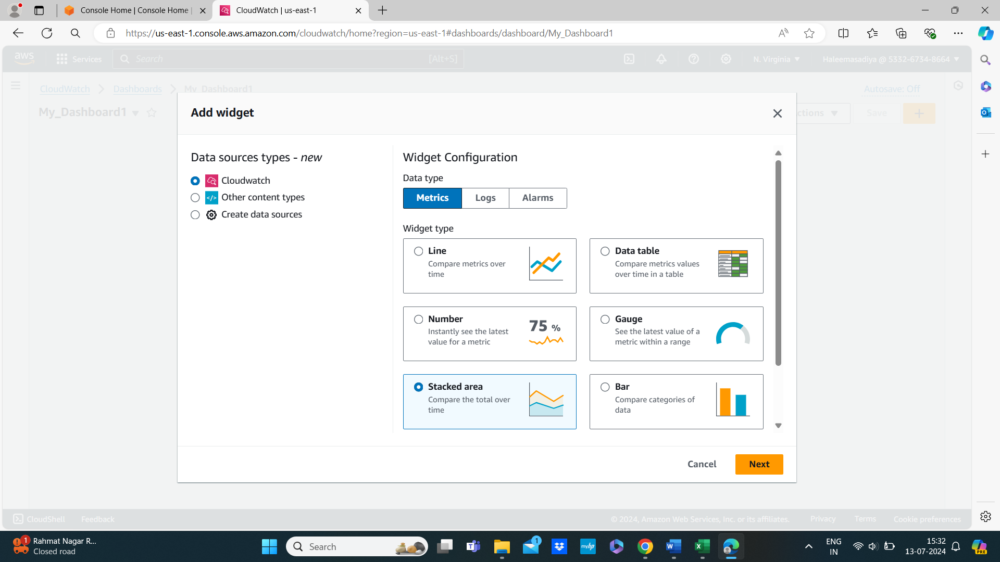 Console Home | Console Home |
CloudWatch | us-east-1
https://us-east-1.console.aws.amazon.com/cloudwatch/home?region=us-east-1#dashboards/dashboard/My_Dashboard1
aws
Services
Search
[Alt+S]
N. Virginia
Haleemasadiya @ 5332-6734-8664
CloudWatch
Dashboards
My_Dashboard1
Autosave: Off
My_Dashboard1
ctions
Save
Add widget
Data sources types - new
Cloudwatch
Other content types
Create data sources
Widget Configuration
Data type
Metrics
Logs
Alarms
Widget type
Line
Compare metrics over
time
Data table
Compare metrics values
over time in a table
Number
Instantly see the latest
value for a metric
75 %
Gauge
See the latest value of a
metric within a range
Stacked area
Compare the total over
time
Bar
Compare categories of
data
Cancel
Next
CloudShell
Feedback
© 2024, Amazon Web Services, Inc. or its affiliates.
Privacy
Terms
Cookie preferences
1
Rahmat Nagar R...
Closed road
Search
1
myhp
ENG
IN
15:32
13-07-2024
PRE